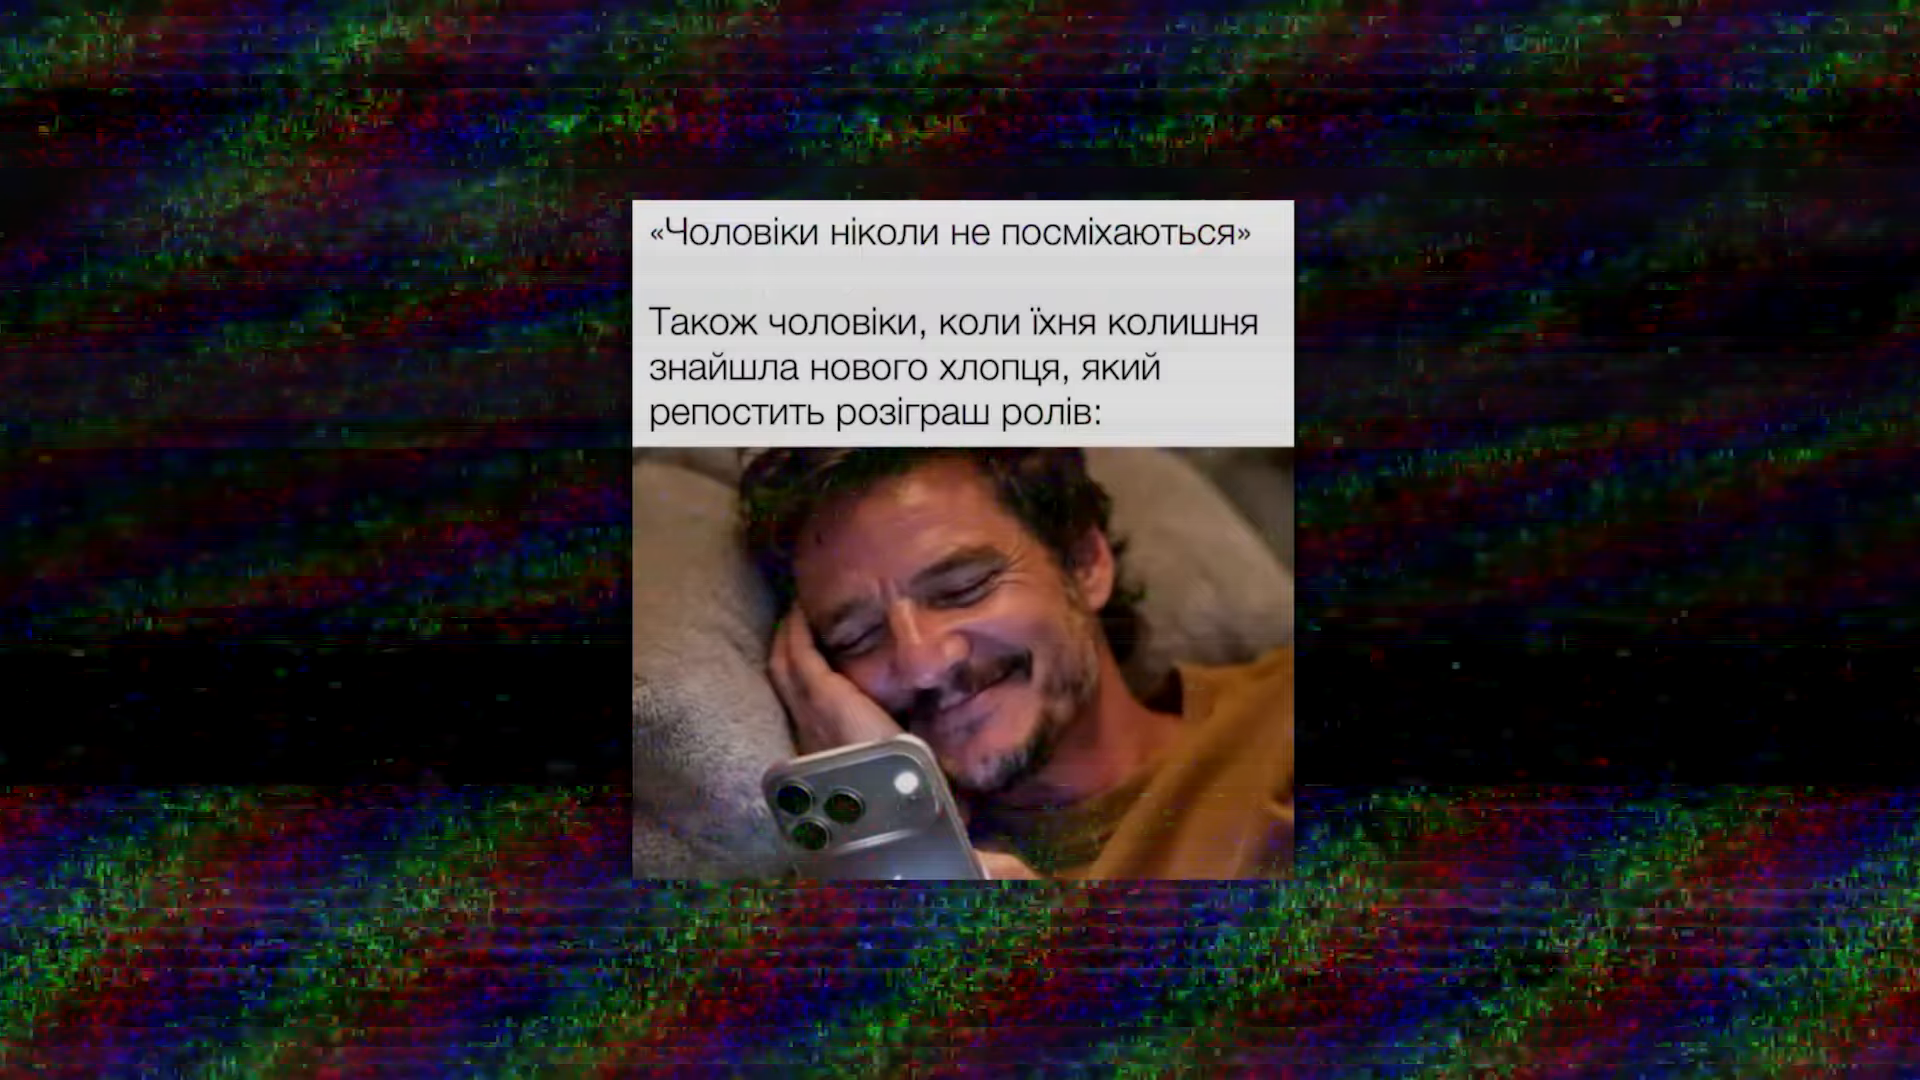 «Чоловіки ніколи не посміхаються»
Також чоловіки, коли їхня колишня
знайшла нового хлопця, який
репостить розіграш ролів: